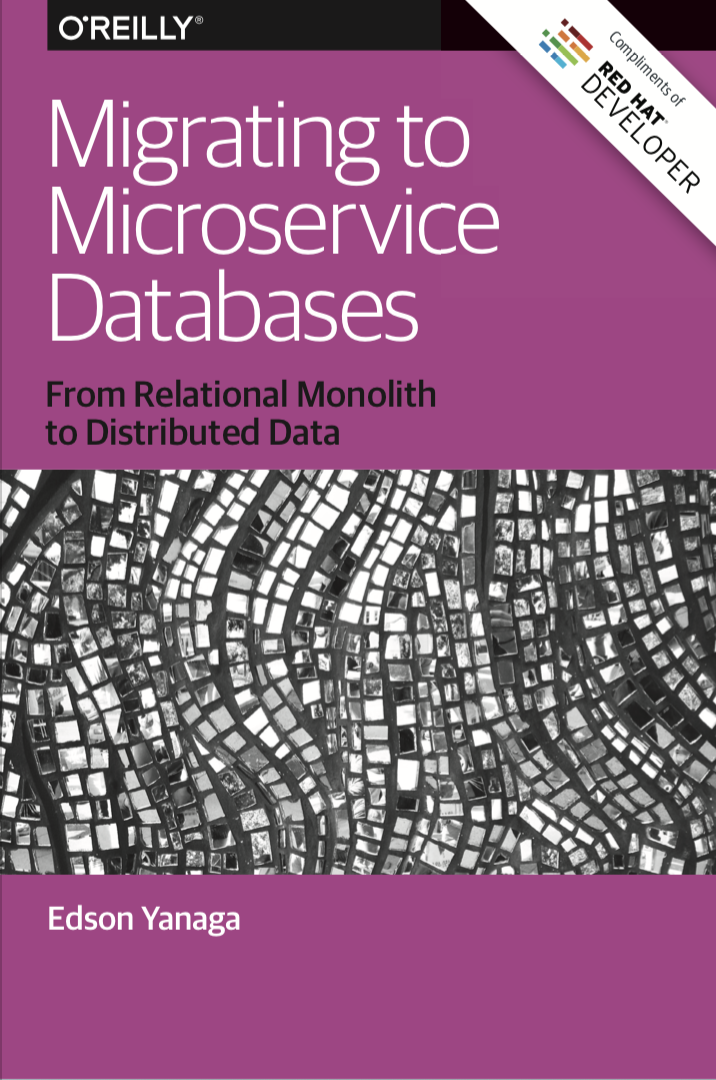 O'REILLY®
Compliments of
RED HAT®
DEVELOPER
Migrating to
Microservice
Databases
From Relational Monolith
to Distributed Data
Edson Yanaga